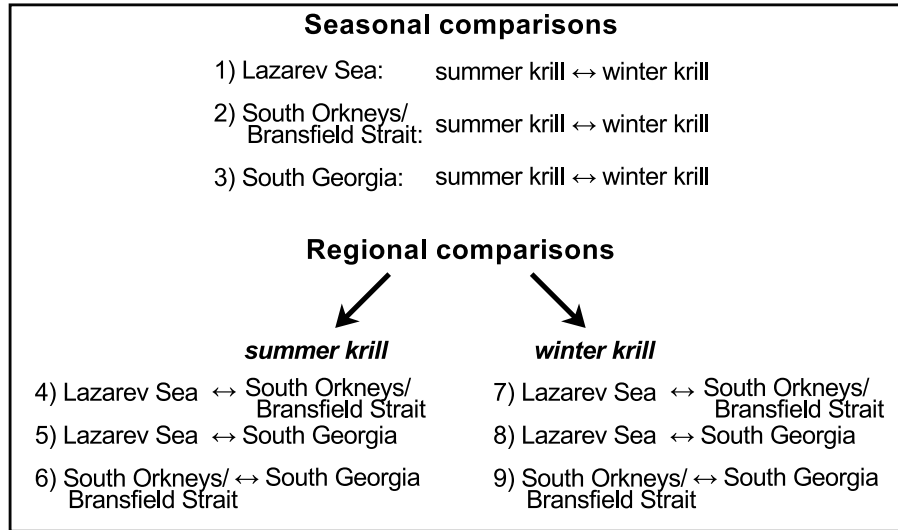 Seasonal comparisons
1) Lazarev Sea: summer krill ↔ winter krill
2) South Orkneys/
Bransfield Strait: summer krill ↔ winter krill
3) South Georgia: summer krill ↔ winter krill
Regional comparisons
summer krill
4) Lazarev Sea ↔ South Orkneys/
Bransfield Strait
5) Lazarev Sea ↔ South Georgia
6) South Orkneys/ ↔ South Georgia
Bransfield Strait
winter krill
7) Lazarev Sea ↔ South Orkneys/
Bransfield Strait
8) Lazarev Sea ↔ South Georgia
9) South Orkneys/ ↔ South Georgia
Bransfield Strait